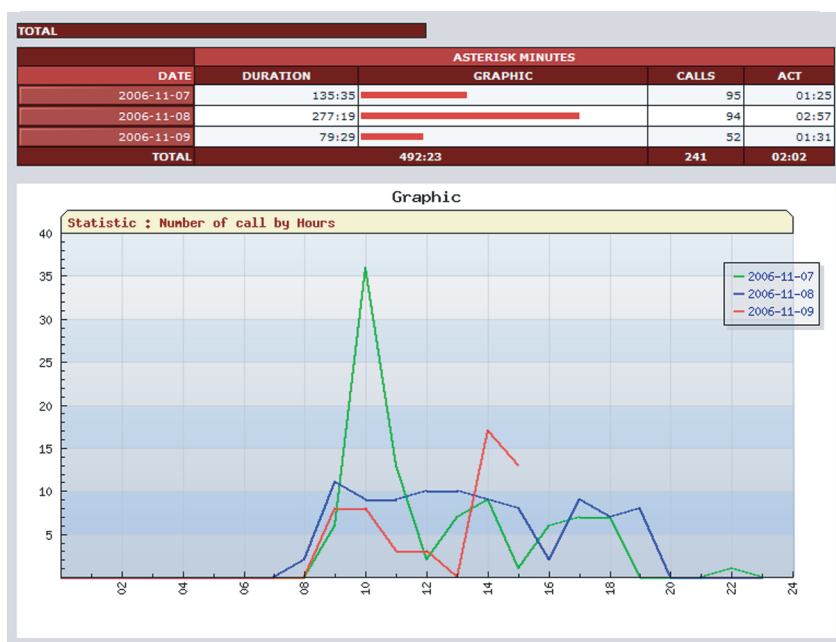 TOTAL
ASTERISK MINUTES
DATE DURATION GRAPHIC CALLS ACT
2006-11-07 135:35 95 01:25
2006-11-08 277:19 94 02:57
2006-11-09 79:29 52 01:31
TOTAL 492:23 241 02:02
Graphic
Statistic : Number of call by Hours
40
35
30
25
20
15
10
5
2006-11-07
2006-11-08
2006-11-09
02 04 06 08 10 12 14 16 18 20 22 24